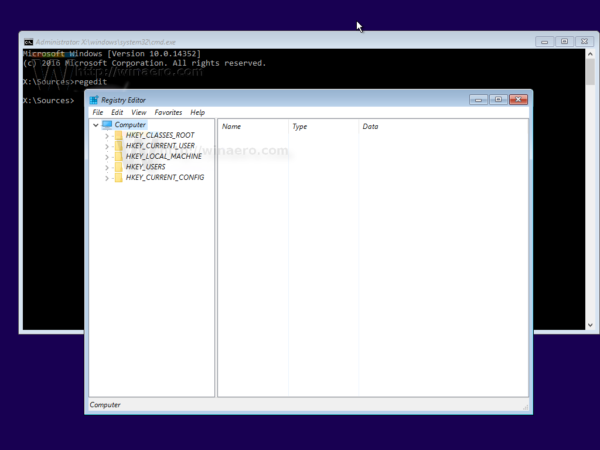 Administrator: X:\windows\system32\cmd.exe
Microsoft Windows [Version 10.0.14352]
(c) 2016 Microsoft Corporation. All rights reserved.
http://winaero.com
X:\Sources>regedit
X:\Sources>
Registry Editor
File Edit View Favorites Help
Computer
Name Type Data
HKEY_CLASSES_ROOT
HKEY_CURRENT_USER
HKEY_LOCAL_MACHINE
winaero.com
HKEY_USERS
HKEY_CURRENT_CONFIG
Computer